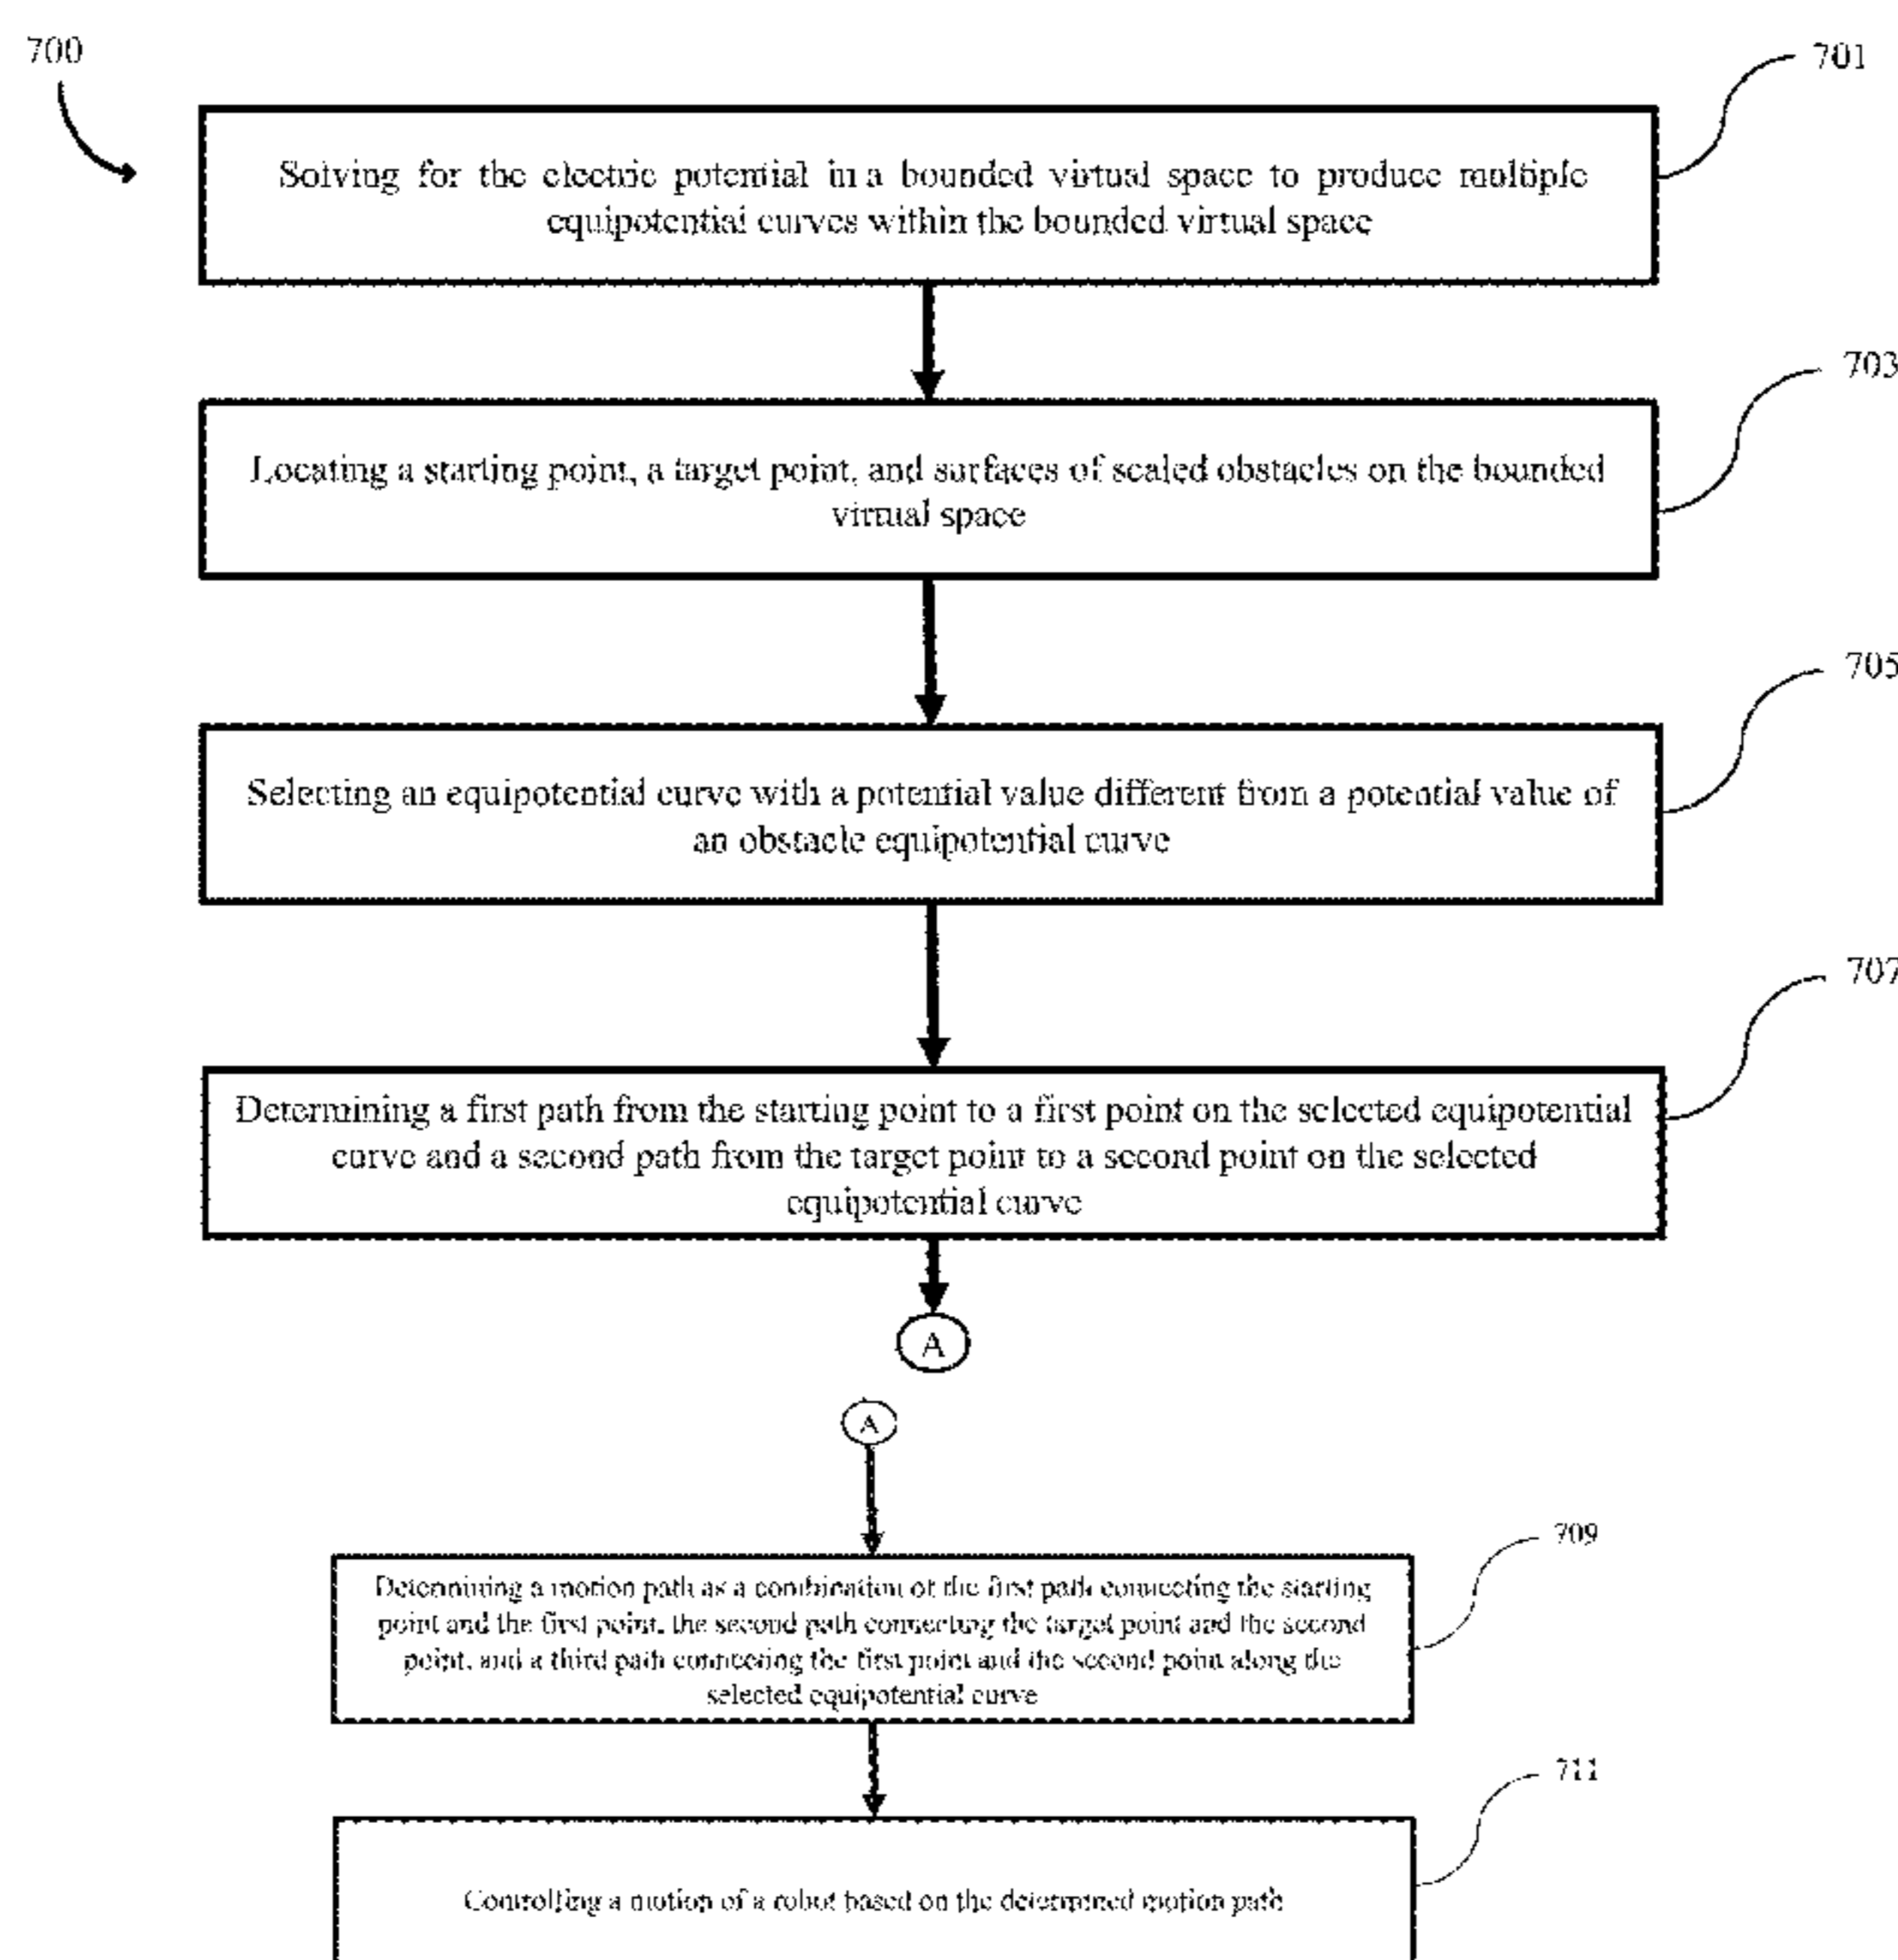 700
701
Solving for the electric potential in a bounded virtual space to produce multiple
equipotential curves within the bounded virtual space
703
Locating a starting point, a target point, and surfaces of scaled obstacles on the bounded
virtual space
705
Selecting an equipotential curve with a potential value different from a potential value of
an obstacle equipotential curve
707
Determining a first path from the starting point to a first point on the selected equipotential
curve and a second path from the target point to a second point on the selected
equipotential curve
A
A
709
Determining a motion path as a combination of the first path connecting the starting
point and the first point, the second path connecting the target point and the second
point, and a third path connecting the first point and the second point along the
selected equipotential curve
711
Controlling a motion of a robot based on the determined motion path